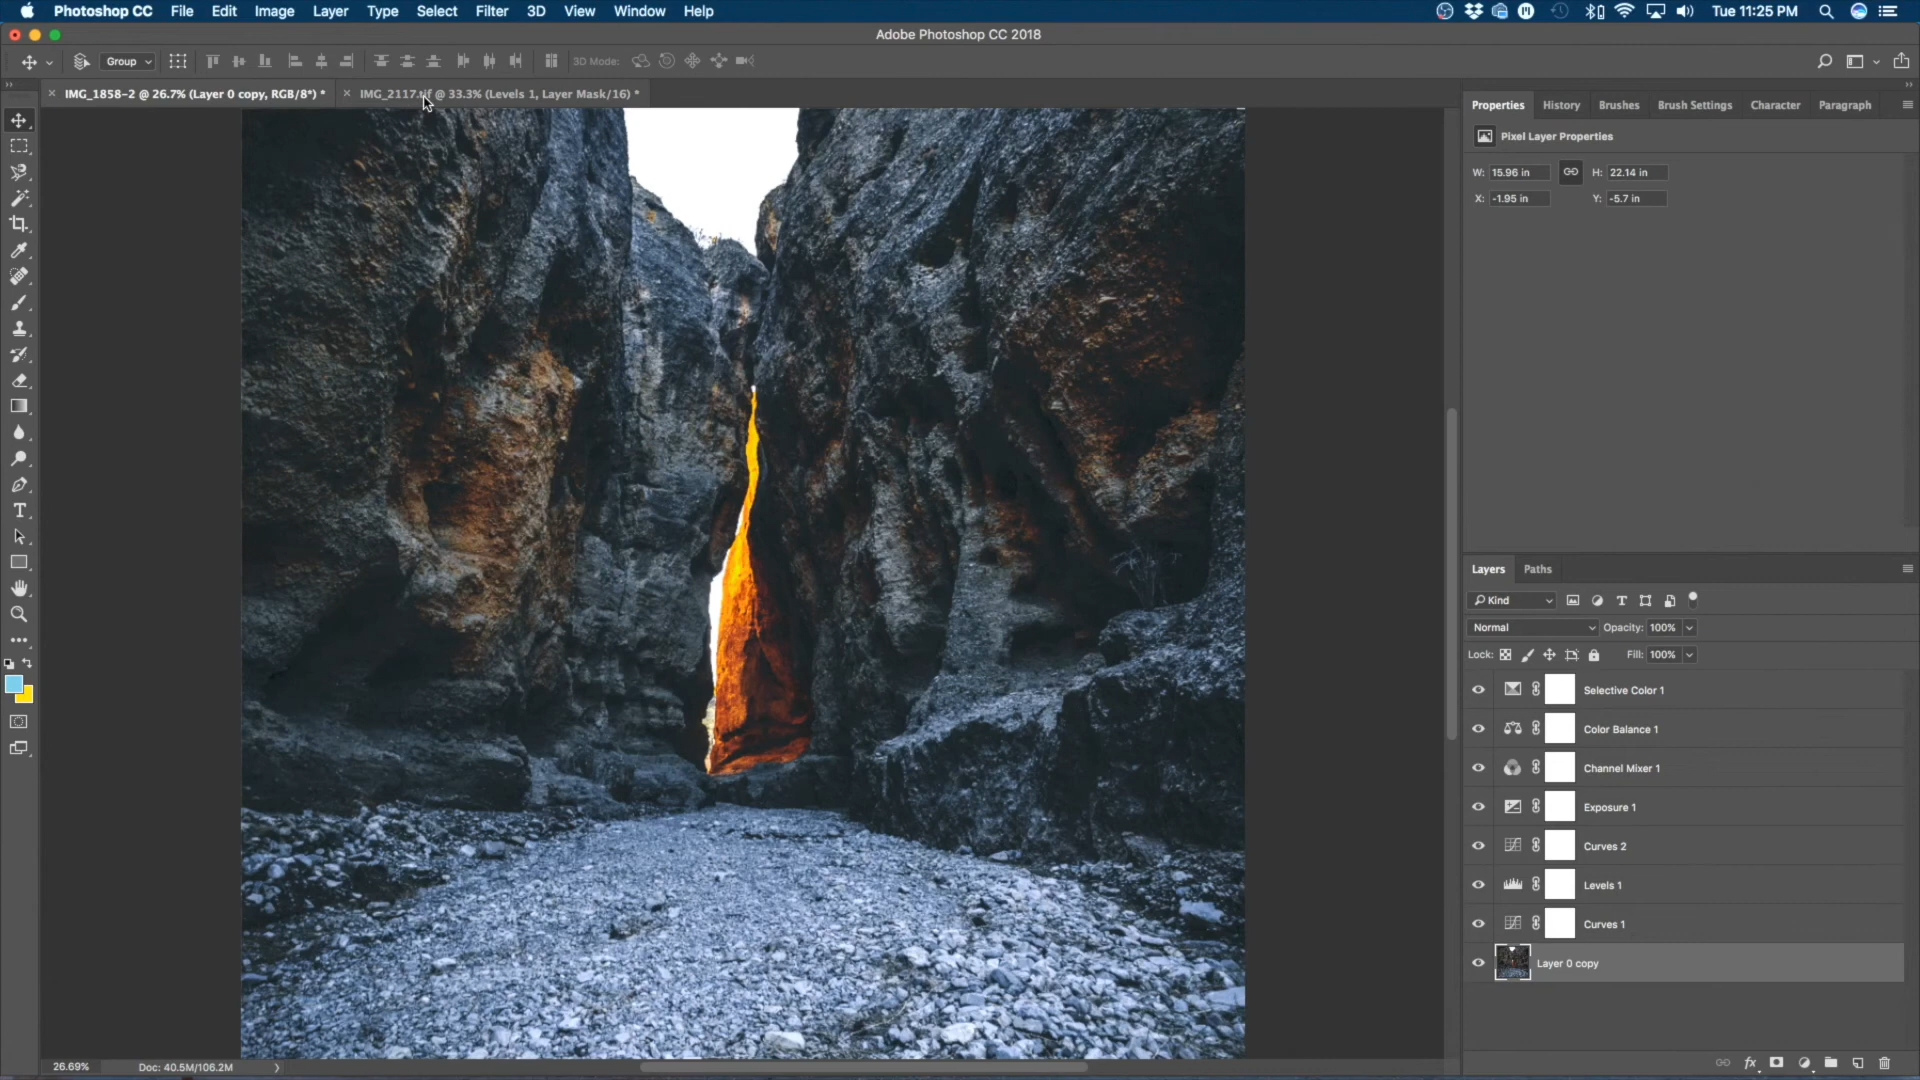 Photoshop CC File Edit Image Layer Type Select Filter 3D View Window Help Tue 11:25 PM
Adobe Photoshop CC 2018
Group 3D Mode:
IMG_1858-2 @ 26.7% (Layer 0 copy, RGB/8*) * IMG_2117.tif @ 33.3% (Levels 1, Layer Mask/16) *
Properties History Brushes Brush Settings Character Paragraph
Pixel Layer Properties
W: 15.96 in H: 22.14 in
X: -1.95 in Y: -5.7 in
Layers Paths
Kind
Normal Opacity: 100%
Lock: Fill: 100%
Selective Color 1
Color Balance 1
Channel Mixer 1
Exposure 1
Curves 2
Levels 1
Curves 1
Layer 0 copy
26.69% Doc: 40.5M/106.2M
fx